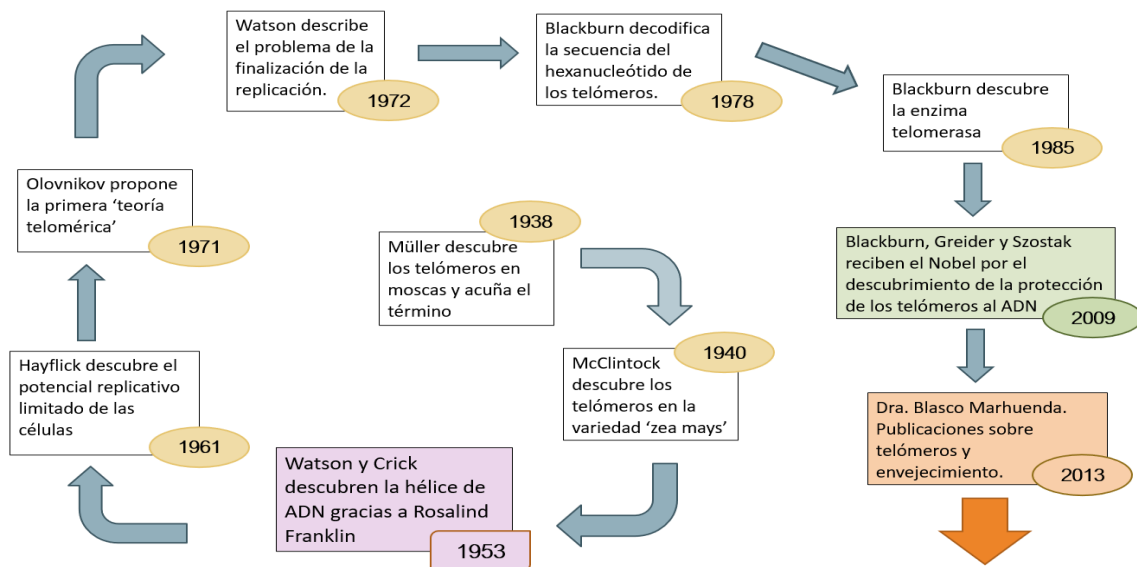 1938
Müller descubre
los telómeros en
moscas y acuña el
término
1940
McClintock
descubre los
telómeros en la
variedad ‘zea mays’
Watson y Crick
descubren la hélice
de ADN gracias a
Rosalind
Franklin
1953
Hayflick descubre el
potencial replicativo
limitado de las
células
1961
Olovnikov propone
la primera ‘teoría
telomérica’
1971
Watson describe
el problema de la
finalización de la
replicación.
1972
Blackburn decodifica
la secuencia del
hexanucleótido de
los telómeros.
1978
Blackburn descubre
la enzima
telomerasa
1985
Blackburn, Greider y Szostak
reciben el Nobel por el
descubrimiento de la protección
de los telómeros al ADN
2009
Dra. Blasco Marhuenda.
Publicaciones sobre
telómeros y
envejecimiento.
2013